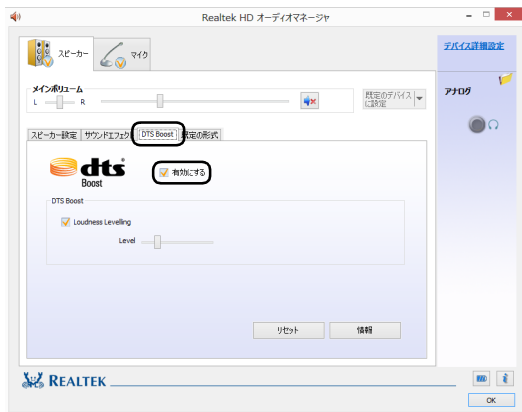 Realtek HD オーディオマネージャ
スピーカー マイク デバイス詳細設定
メインボリューム
L R 既定のデバイスに設定
アナログ
スピーカー設定 サウンドエフェクト DTS Boost 既定の形式
dts
Boost
有効にする
DTS Boost
Loudness Levelling
Level
リセット 情報
REALTEK
OK